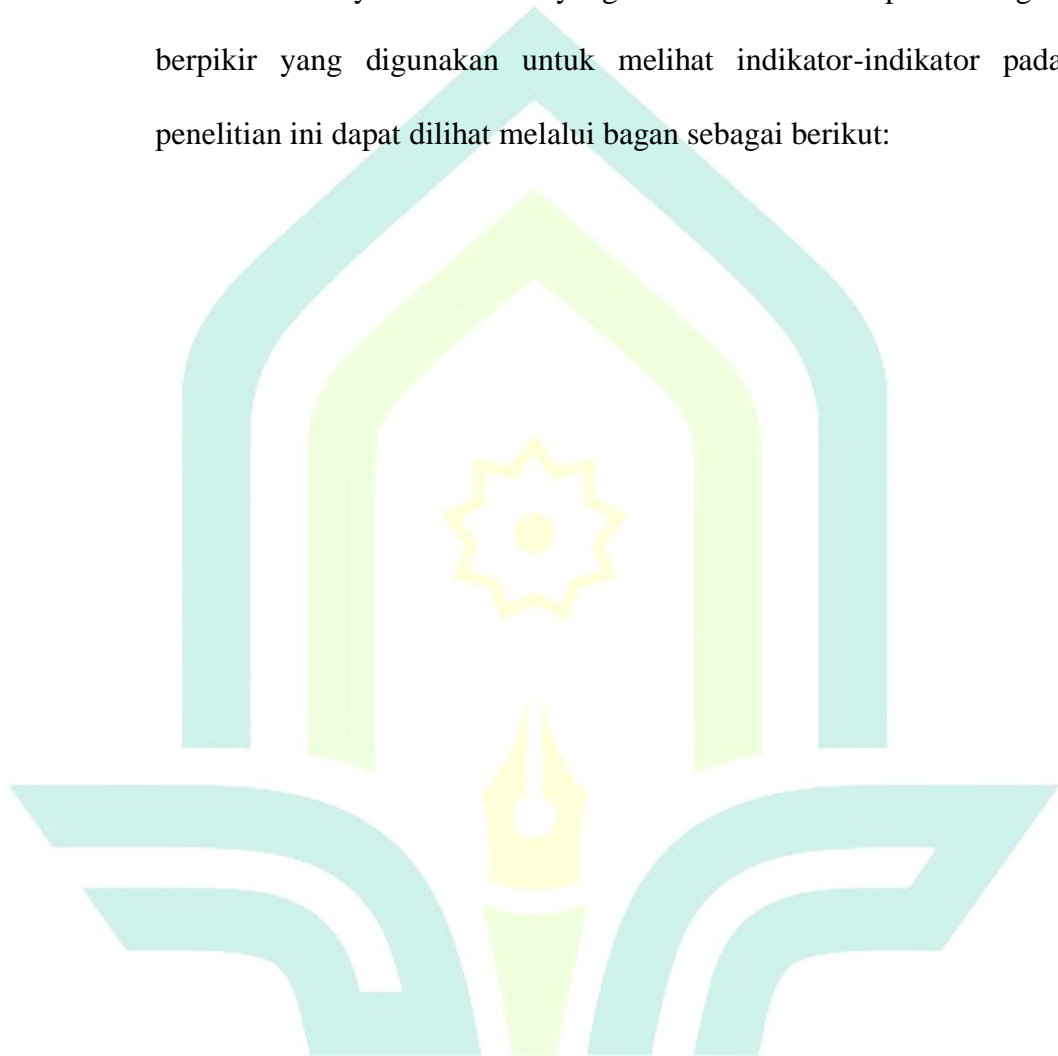 berpikir yang digunakan untuk melihat indikator-indikator pada
penelitian ini dapat dilihat melalui bagan sebagai berikut: